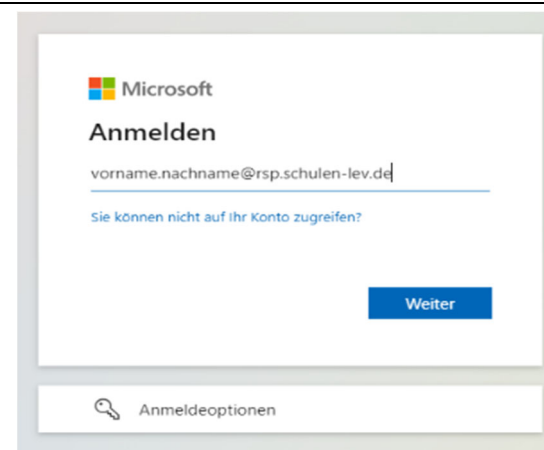 Microsoft
Anmelden
vorname.nachname@rsp.schulen-lev.de
Sie können nicht auf Ihr Konto zugreifen?
Weiter
Anmeldeoptionen